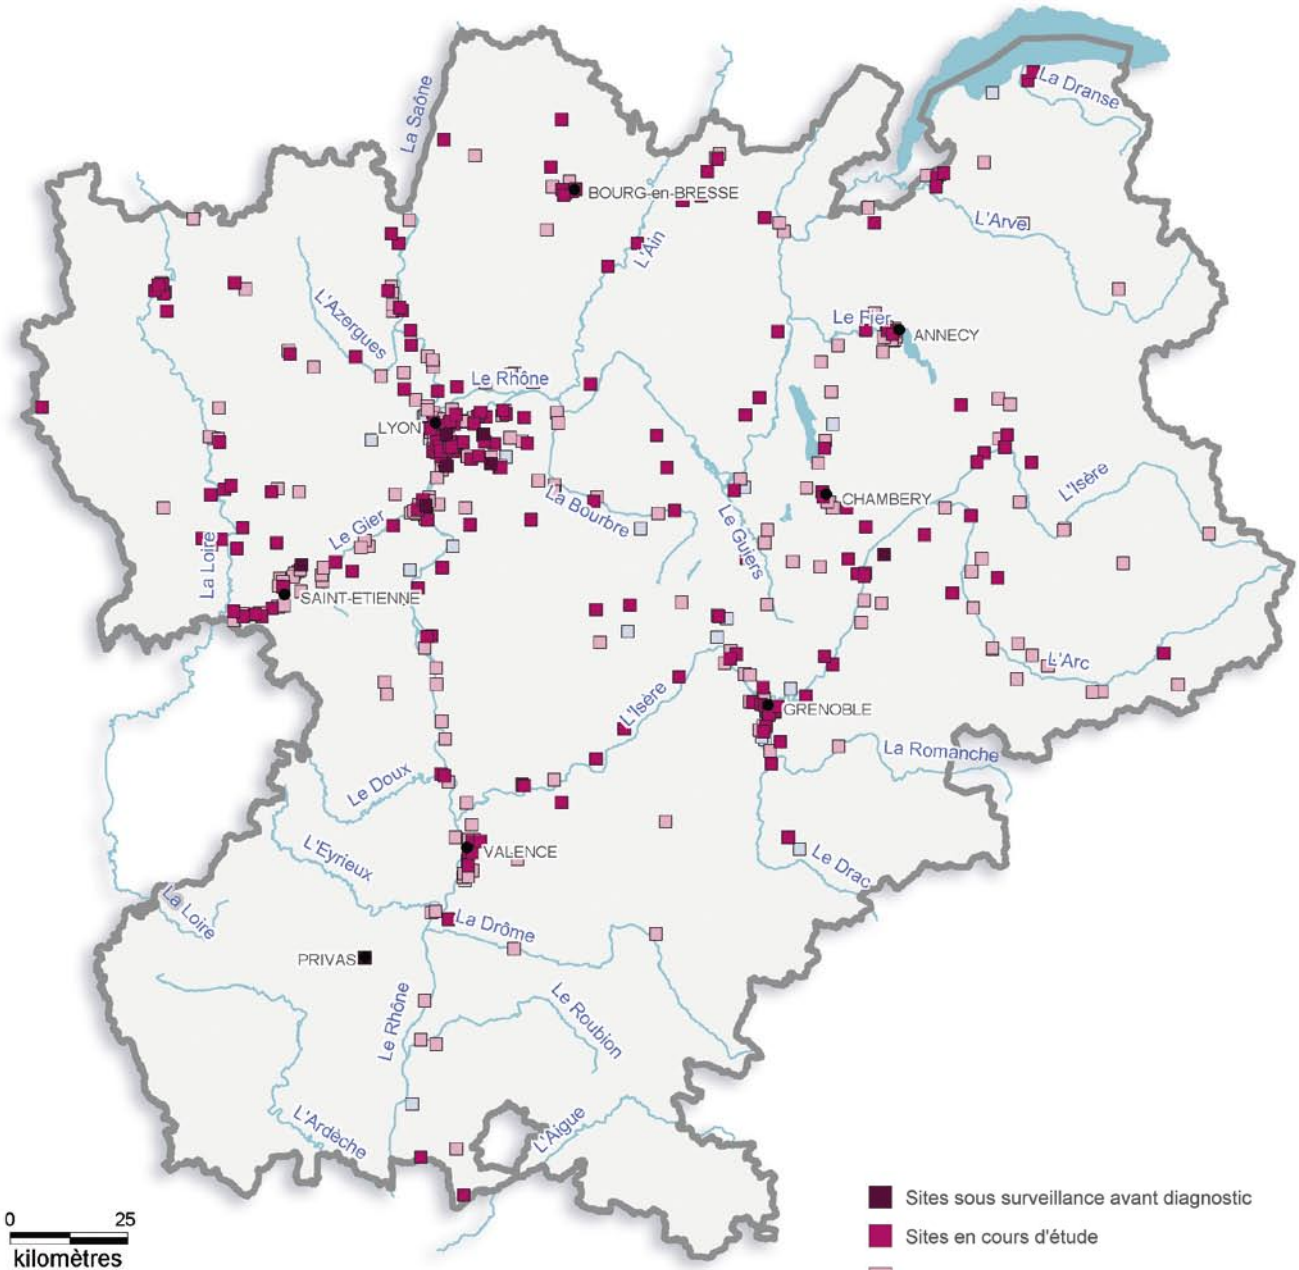 La Saône
La Dranse
BOURG-en-BRESSE
L'Arve
L'Ain
L'Azergues
Le Fier
ANNECY
Le Rhône
LYON
L'Isère
CHAMBERY
La Bourbre
Le Gier
Le Guiers
La Loire
SAINT-ETIENNE
L'Arc
L'Isère
GRENOBLE
La Romanche
Le Doux
L'Eyrieux
VALENCE
Le Drac
La Loire
La Drôme
PRIVAS
Le Rhône
Le Roubion
L'Ardèche
L'Aigue
Sites sous surveillance avant diagnostic
Sites en cours d'étude
0 25
kilomètres